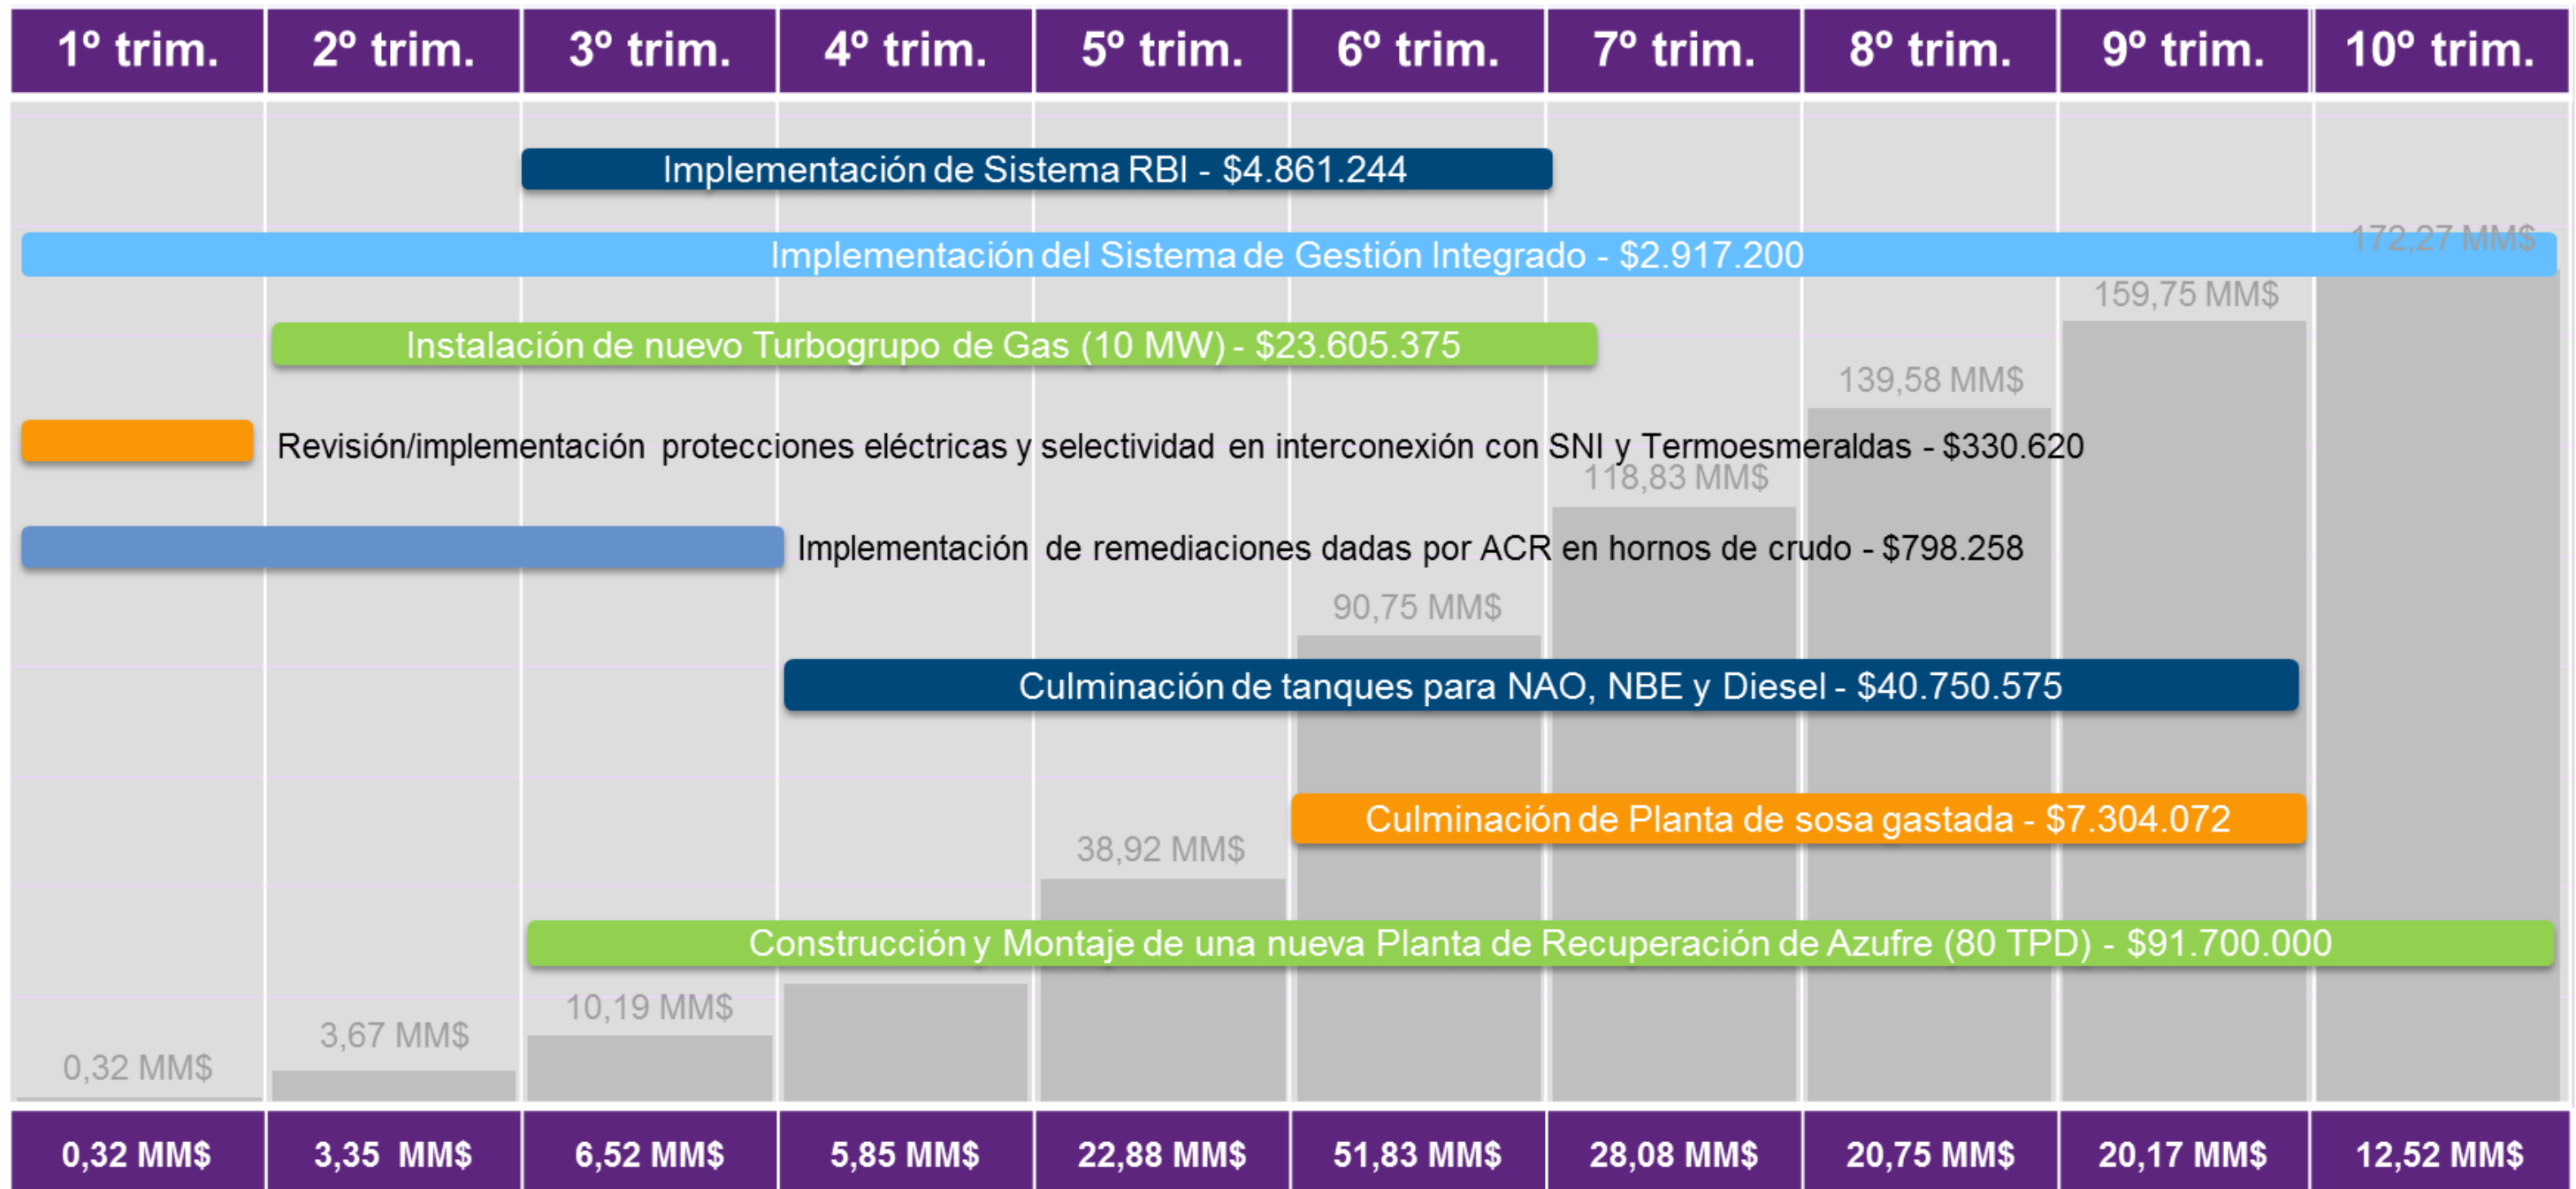 1º trim.
2º trim.
3º trim.
4º trim.
5º trim.
6º trim.
7º trim.
8º trim.
9º trim.
10º trim.
Implementación de Sistema RBI - $4.861.244
172,27 MM$
Implementación del Sistema de Gestión Integrado - $2.917.200
159,75 MM$
Instalación de nuevo Turbogrupo de Gas (10 MW) - $23.605.375
139,58 MM$
Revisión/implementación protecciones eléctricas y selectividad en interconexión con SNI y Termoesmeraldas - $330.620
118,83 MM$
Implementación de remediaciones dadas por ACR en hornos de crudo - $798.258
90,75 MM$
Culminación de tanques para NAO, NBE y Diesel - $40.750.575
Culminación de Planta de sosa gastada - $7.304.072
38,92 MM$
Construcción y Montaje de una nueva Planta de Recuperación de Azufre (80 TPD) - $91.700.000
10,19 MM$
3,67 MM$
0,32 MM$
0,32 MM$
3,35 MM$
6,52 MM$
5,85 MM$
22,88 MM$
51,83 MM$
28,08 MM$
20,75 MM$
20,17 MM$
12,52 MM$